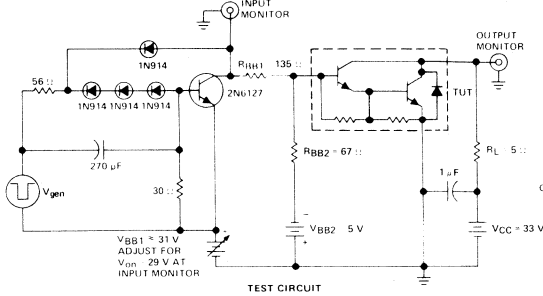 INPUT
MONITOR
OUTPUT
MONITOR
1N914
RBB1 135 Ω
56 Ω
1N914 1N914 1N914
2N6127
TUT
270 µF
RBB2 = 67 Ω
RL 5 Ω
1 µF
Vgen
30 Ω
VBB1 ≈ 31 V
ADJUST FOR
Von 29 V AT
INPUT MONITOR
VBB2 5 V
VCC = 33 V
TEST CIRCUIT